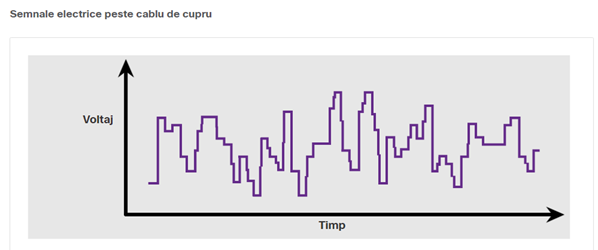 Semnale electrice peste cablu de cupru
Voltaj
Timp